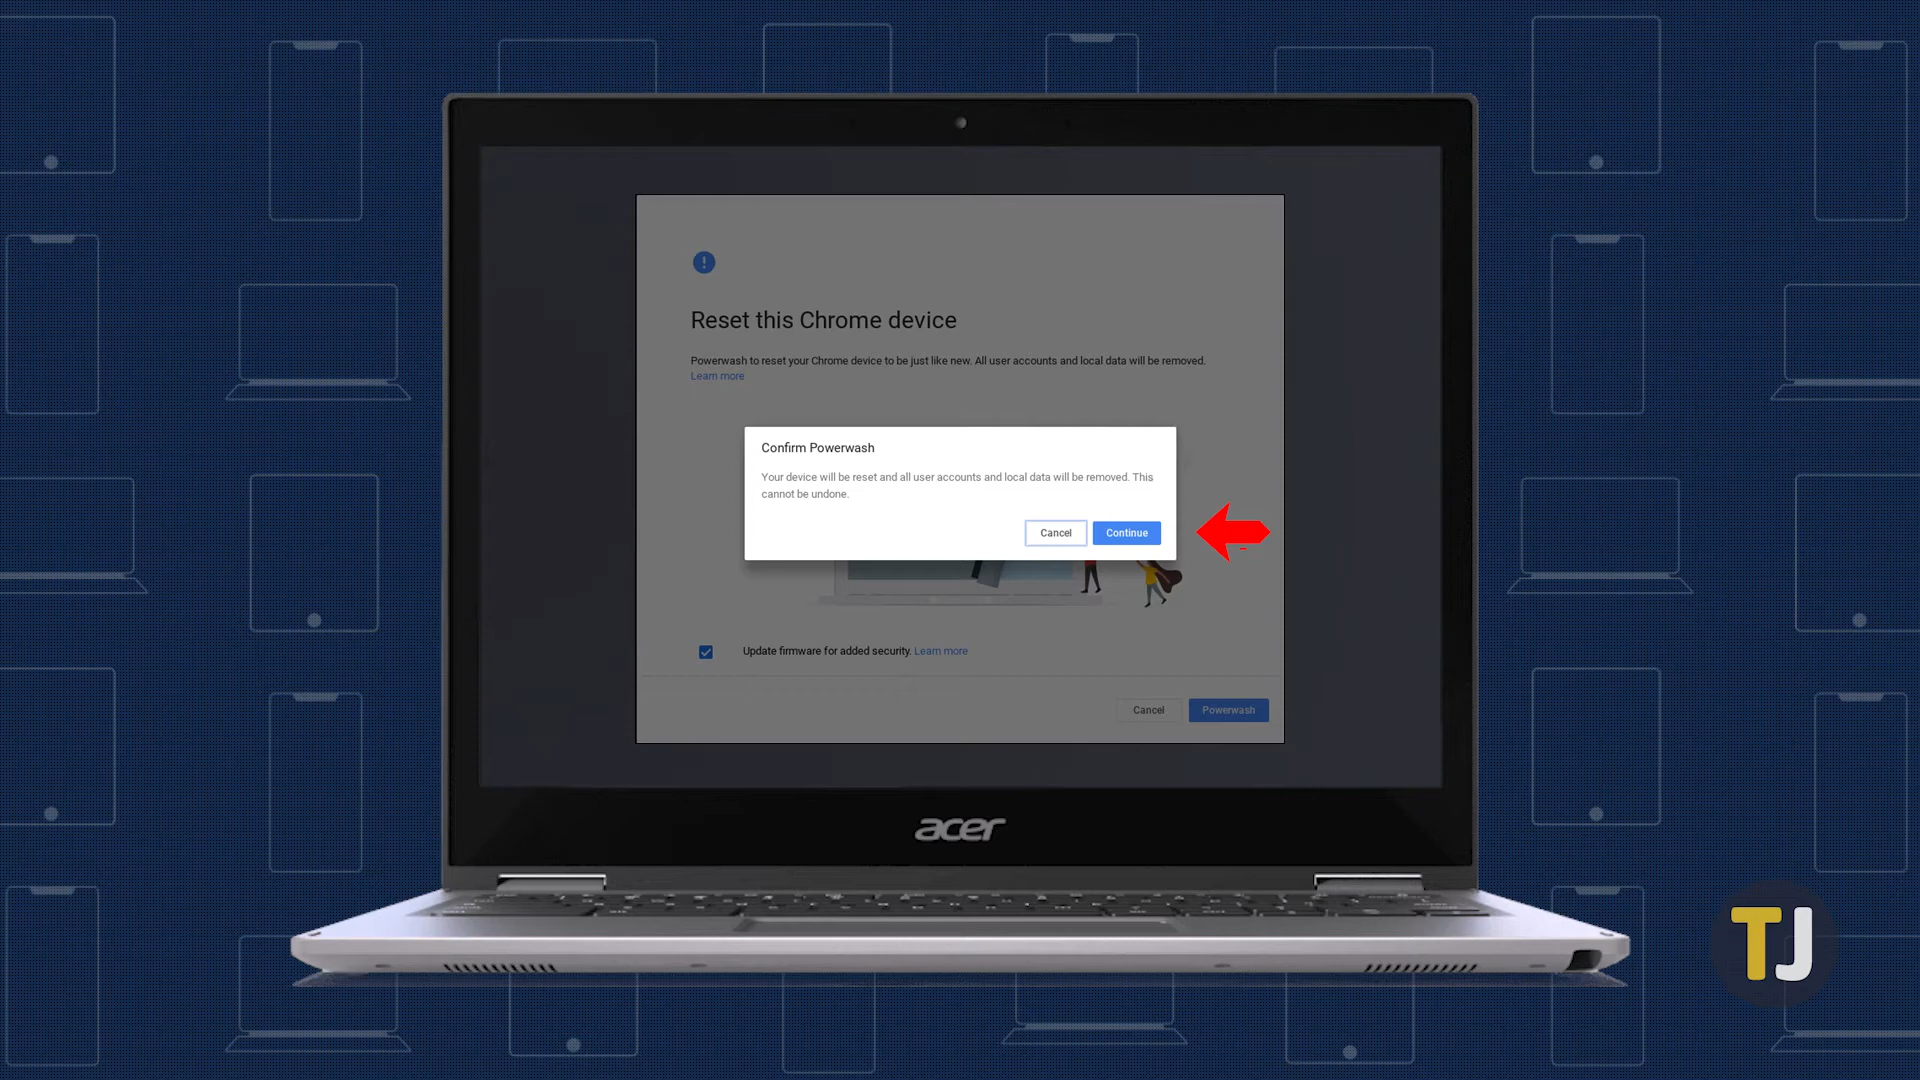 Reset this Chrome device
Powerwash to reset your Chrome device to be just like new. All user accounts and local data will be removed.
Learn more
Confirm Powerwash
Your device will be reset and all user accounts and local data will be removed. This
cannot be undone.
Cancel
Continue
Update firmware for added security. Learn more
Cancel
Powerwash
acer
TJ